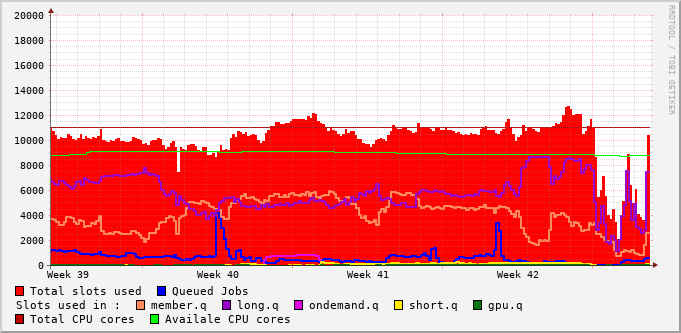 20000
18000
16000
14000
12000
10000
8000
6000
4000
2000
0
Week 39 Week 40 Week 41 Week 42
Total slots used Queued Jobs
Slots used in : member.q long.q ondemand.q short.q gpu.q
Total CPU cores Availale CPU cores
RRDTOOL / TOBI OETIKER